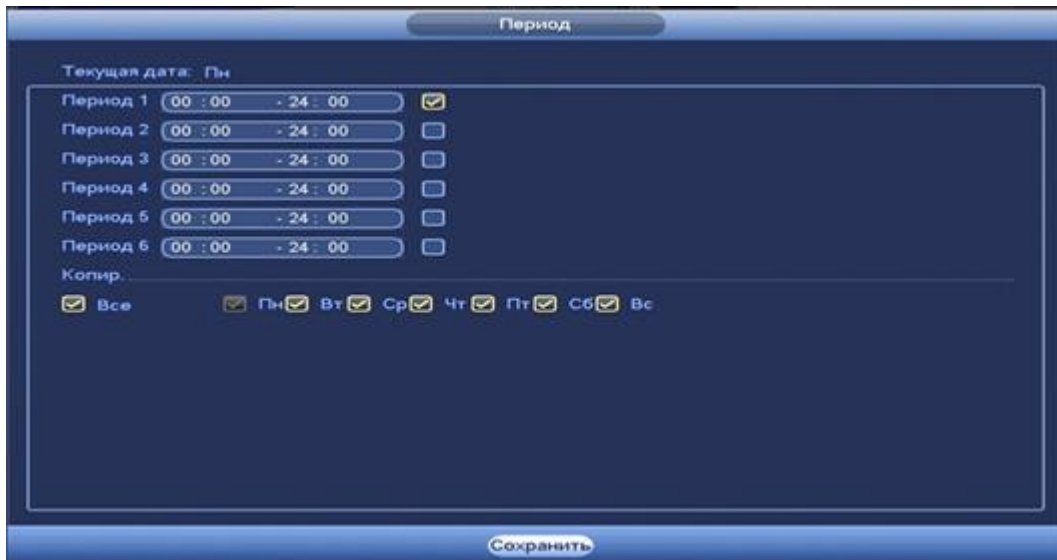 Период
Текущая дата: Пн
Период 1 00 : 00 - 24 : 00
Период 2 00 : 00 - 24 : 00
Период 3 00 : 00 - 24 : 00
Период 4 00 : 00 - 24 : 00
Период 5 00 : 00 - 24 : 00
Период 6 00 : 00 - 24 : 00
Копир.
Все Пн Вт Ср Чт Пт Сб Вс
Сохранить